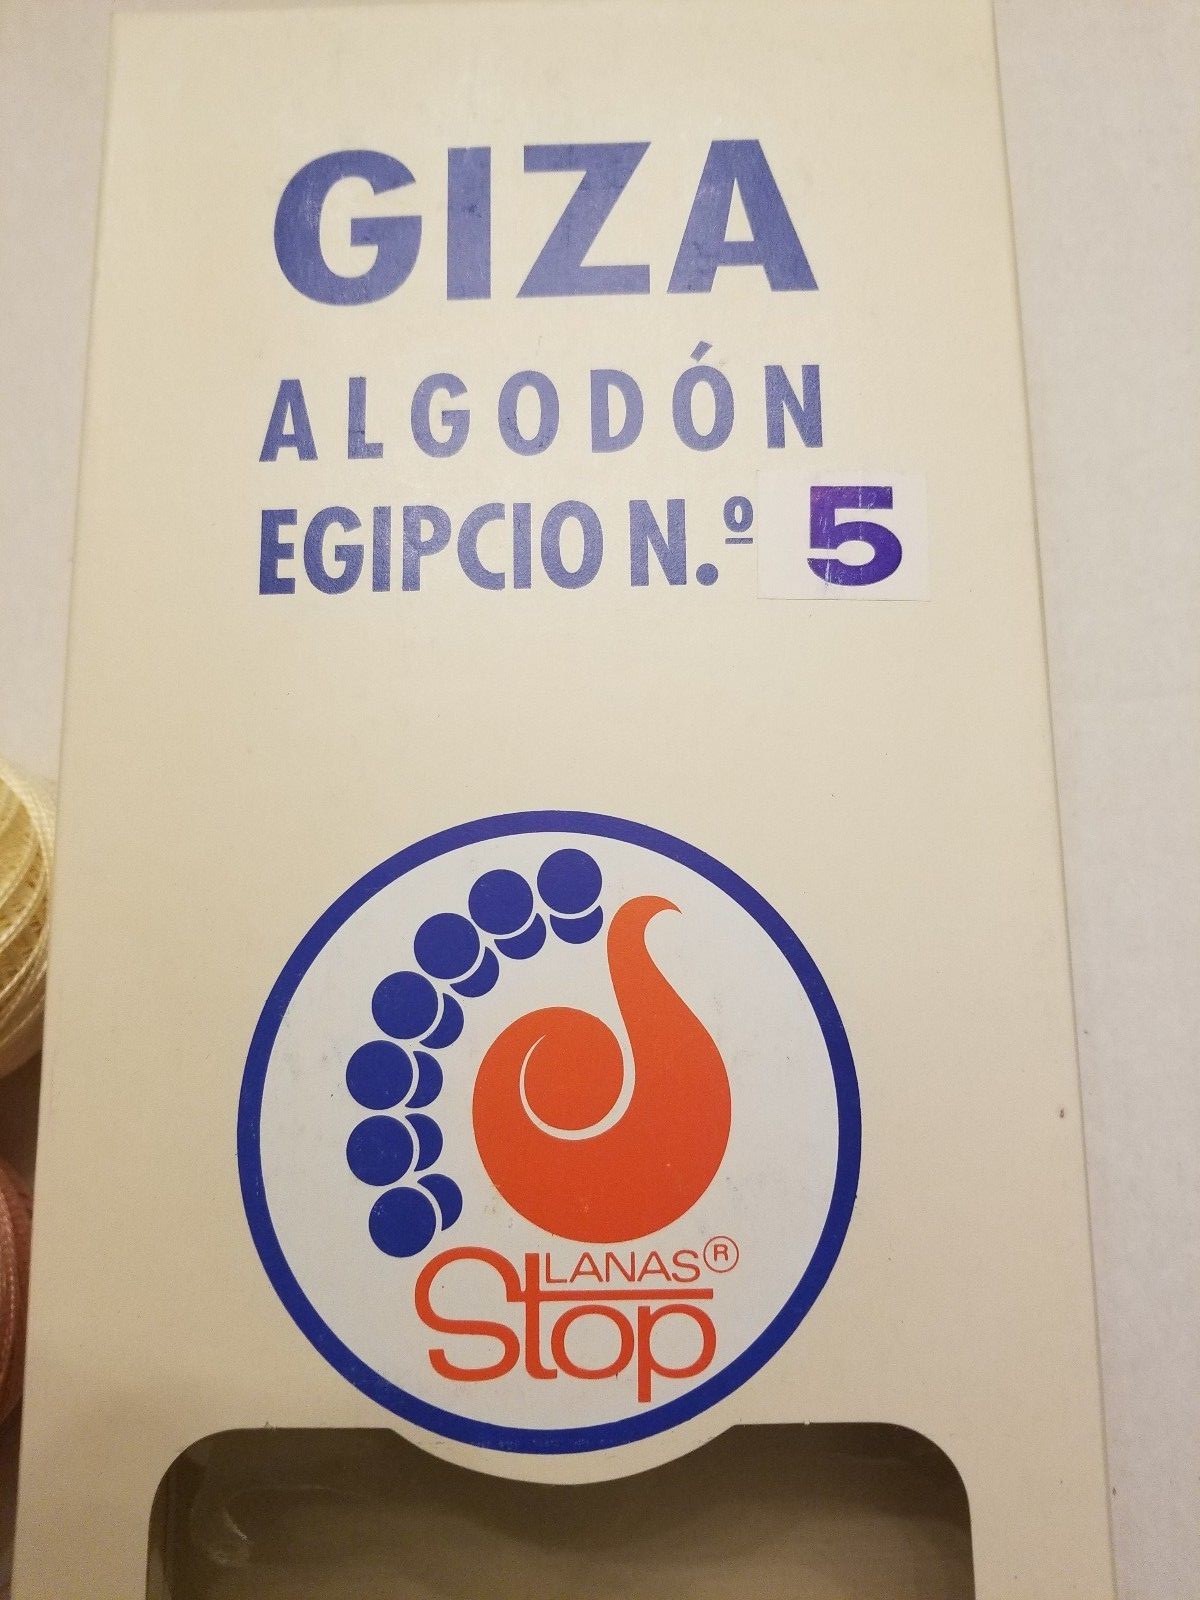 GIZA
ALGODÓN
EGIPCIO N.º 5
LANAS®
Stop